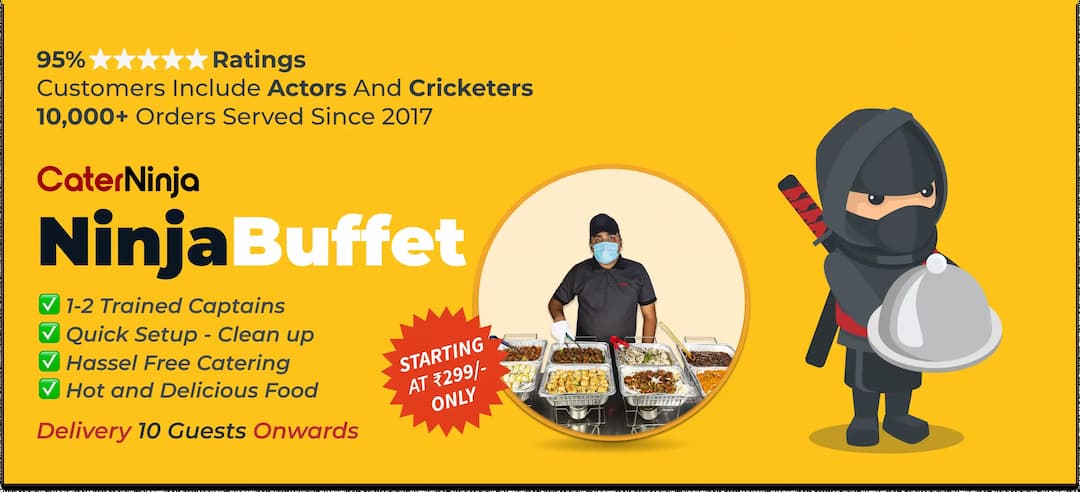 95% ★★★★★ Ratings
Customers Include Actors And Cricketers
10,000+ Orders Served Since 2017
CaterNinja
NinjaBuffet
✅ 1-2 Trained Captains
✅ Quick Setup - Clean up
✅ Hassel Free Catering
✅ Hot and Delicious Food
Delivery 10 Guests Onwards
STARTING
AT ₹299/-
ONLY